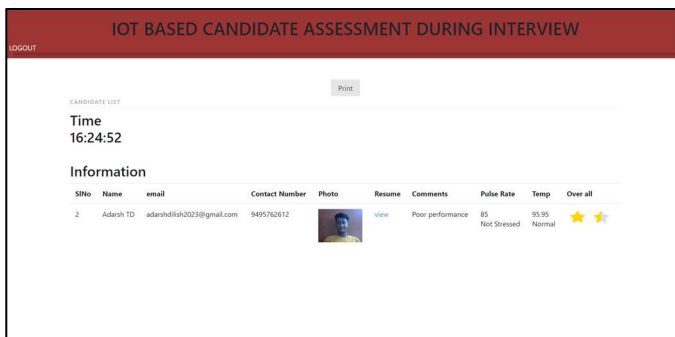 IOT BASED CANDIDATE ASSESSMENT DURING INTERVIEW
LOGOUT
Print
CANDIDATE LIST
Time
16:24:52
Information
SlNo Name email Contact Number Photo Resume Comments Pulse Rate Temp Over all
2 Adarsh TD adarshdilish2023@gmail.com 9495762612 view Poor performance 85 95.95
Not Stressed Normal